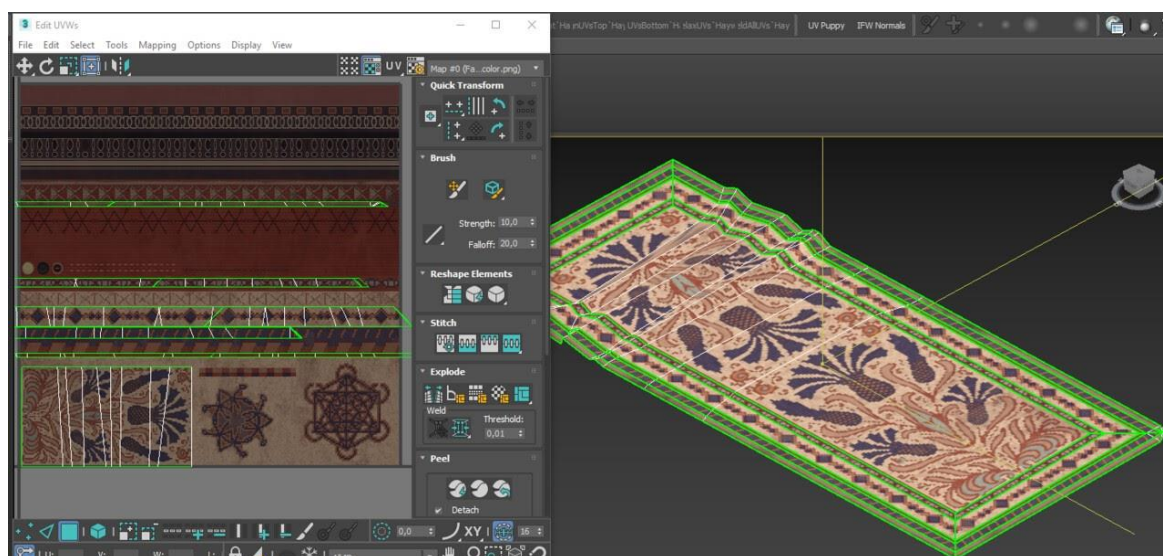 3 Edit UVWs
File Edit Select Tools Mapping Options Display View
UV Puppy IFW Normals
UV Map #0 (Fa...color.png)
Quick Transform
Brush
Strength: 10,0
Falloff: 20,0
Reshape Elements
Stitch
Explode
Weld
Threshold:
0,01
Peel
Detach
0,0 XY 16